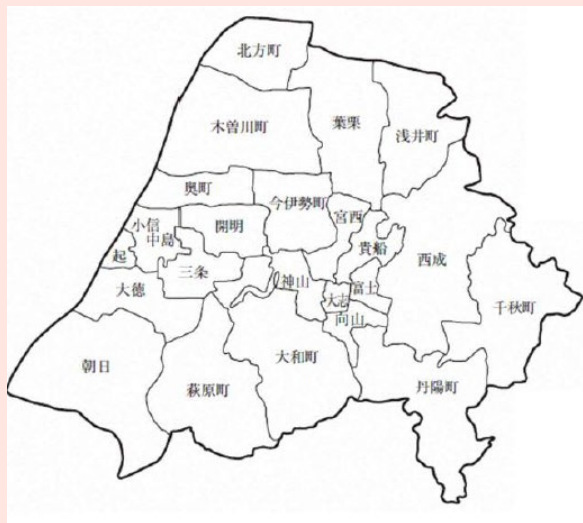 北方町
木曽川町
葉栗
浅井町
奥町
今伊勢町
宮西
小信
中島
開明
貴船
起
三条
神山
西成
大徳
大志
富士
千秋町
向山
朝日
萩原町
大和町
丹陽町